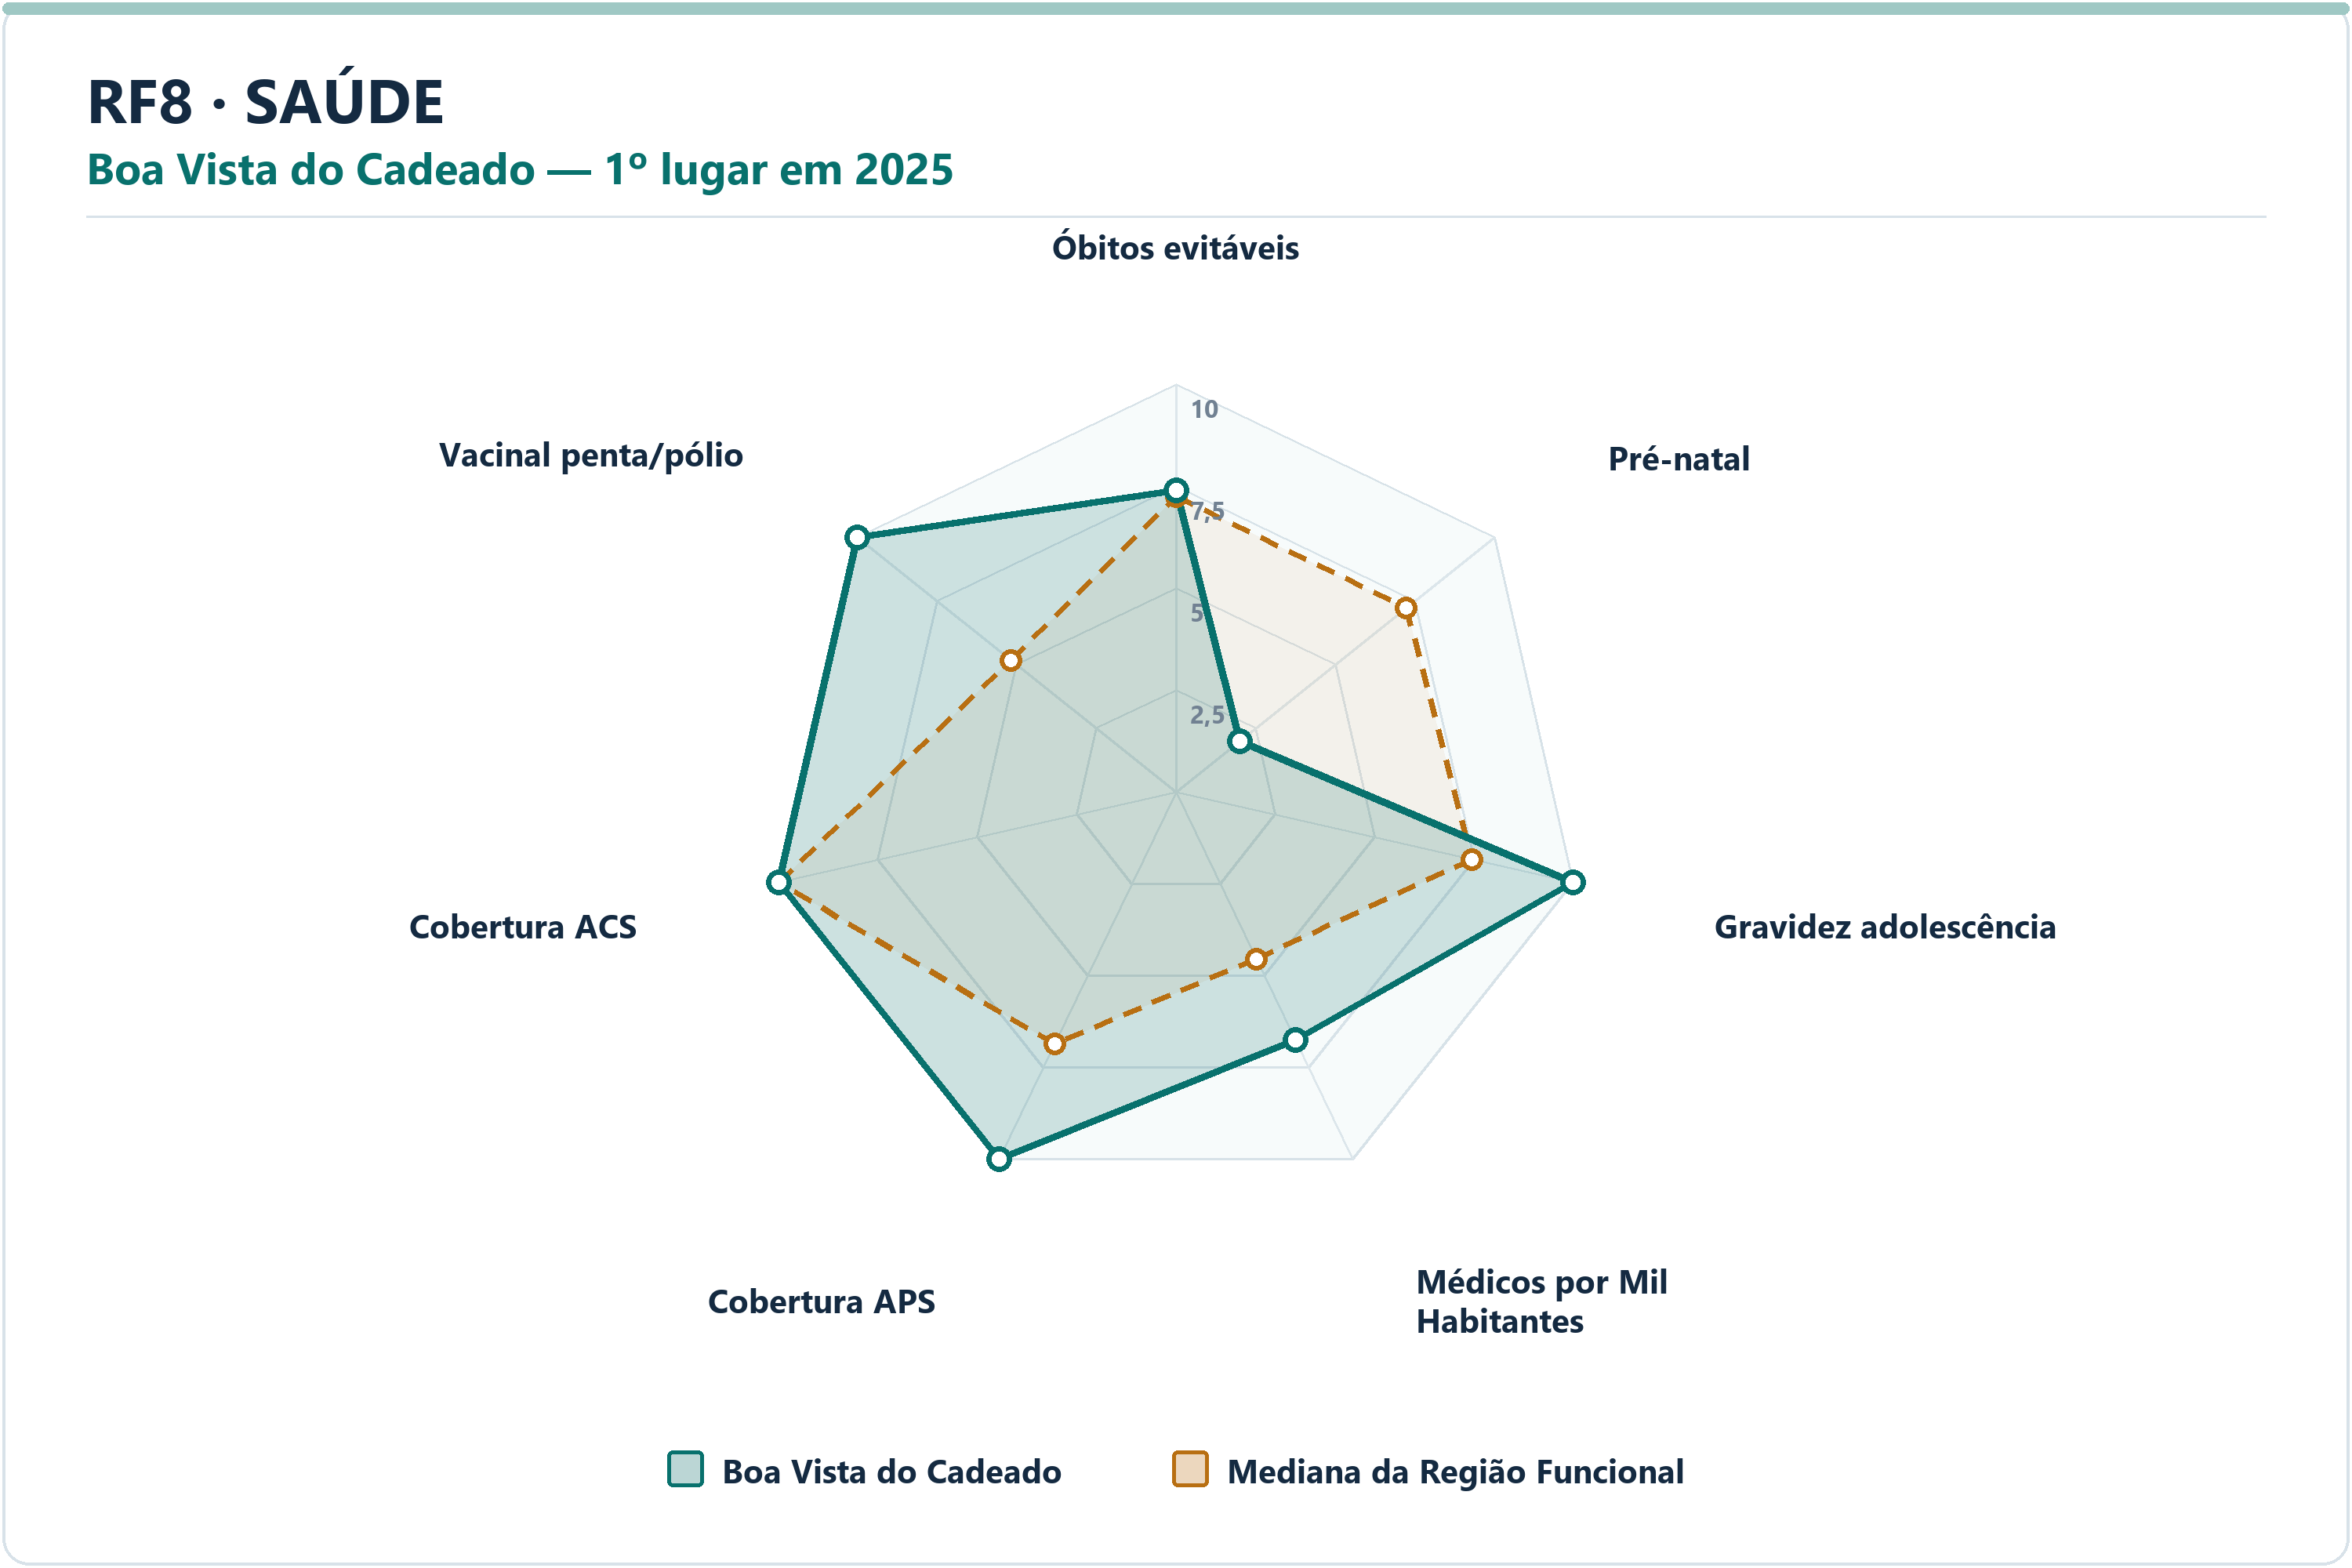 RF8 · SAÚDE
Boa Vista do Cadeado — 1º lugar em 2025
Óbitos evitáveis
10
Vacinal penta/pólio
Pré-natal
7,5
5
2,5
Cobertura ACS
Gravidez adolescência
Cobertura APS
Médicos por Mil
Habitantes
Boa Vista do Cadeado
Mediana da Região Funcional